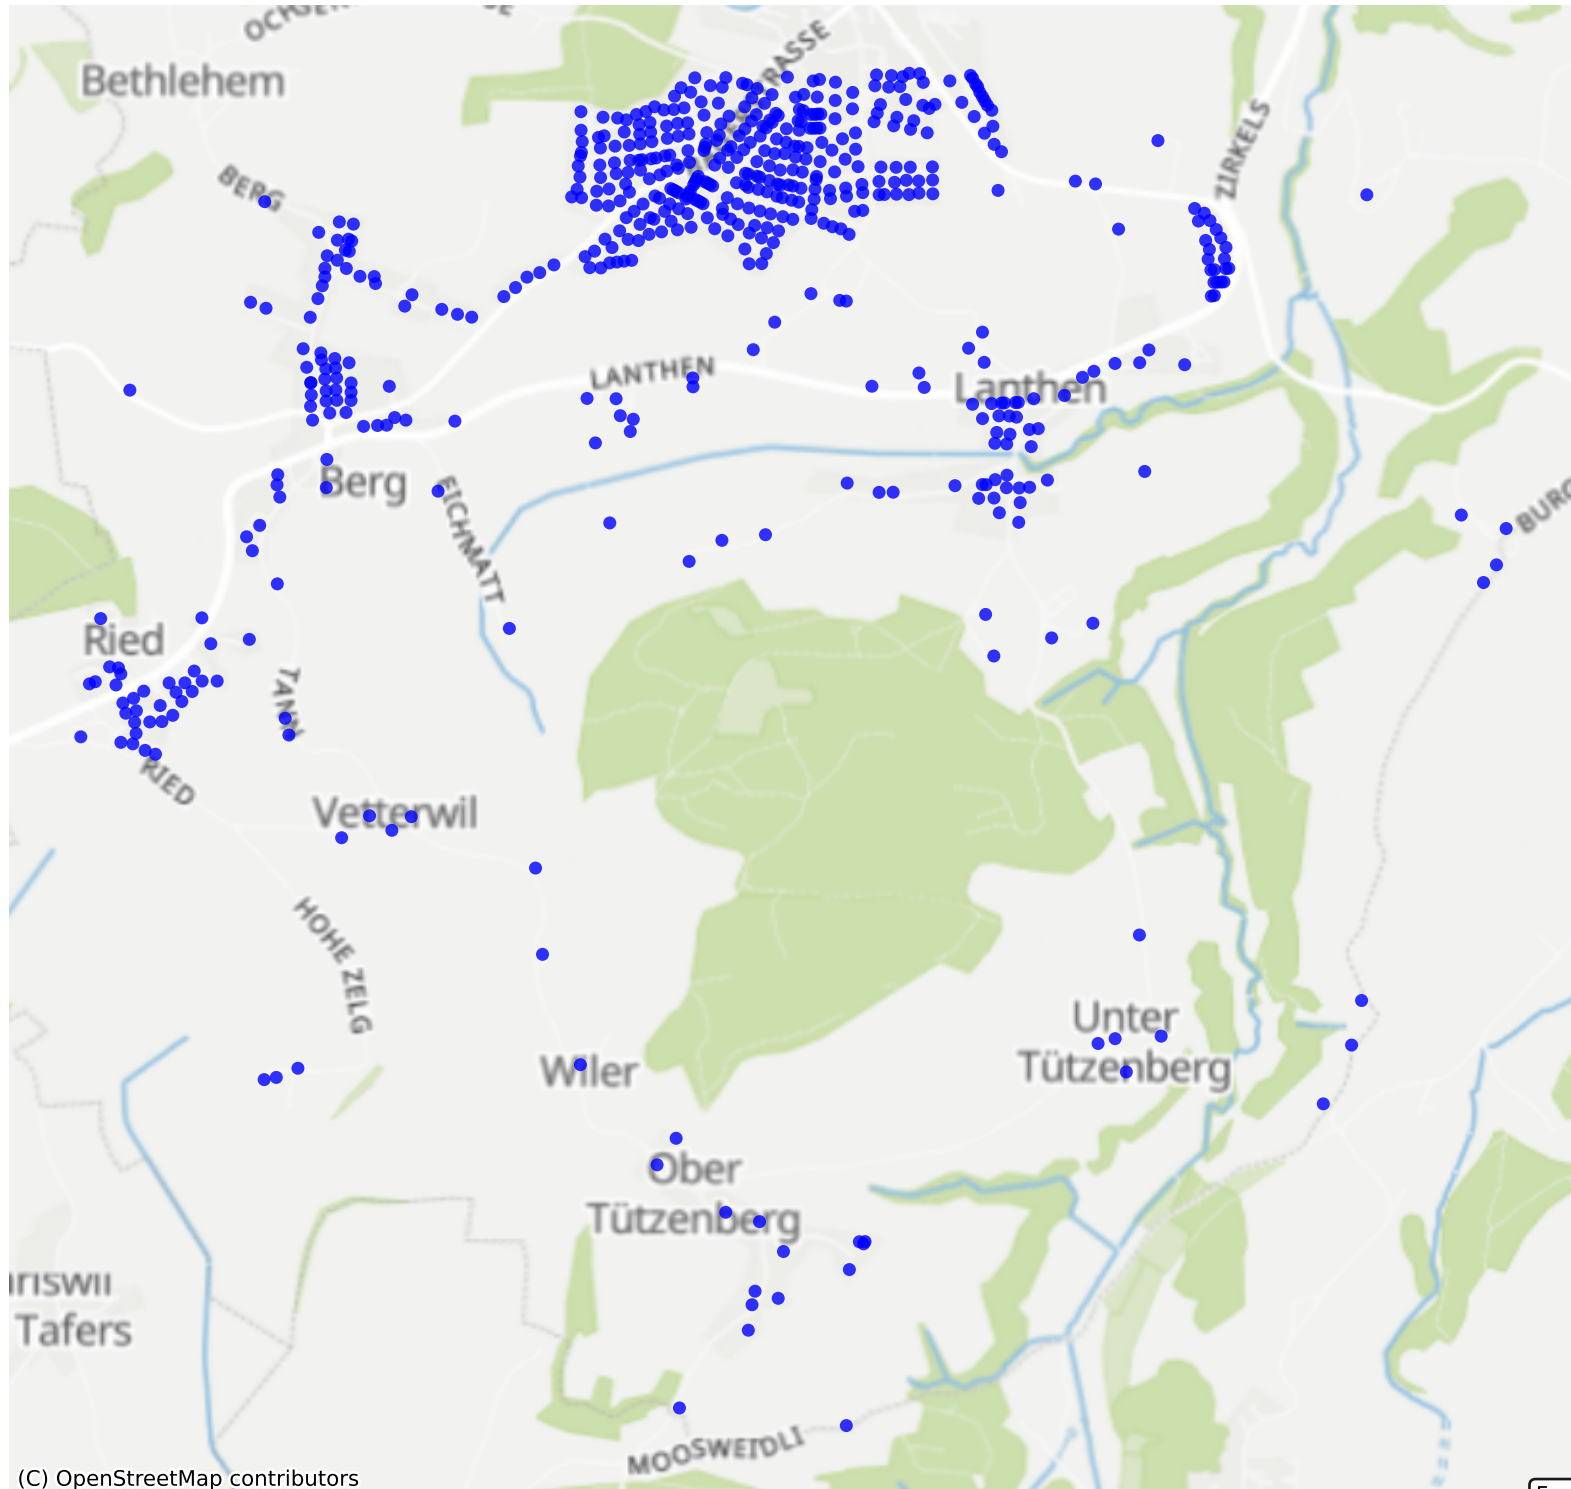 Bethlehem
BERG
ZIRKELS
LANTHEN
Lanthen
Berg
EICHMATT
Ried
TANN
RIED
Vetterwil
HOHE ZELG
Unter
Tützenberg
Wiler
Ober
Tützenberg
Tafers
MOOSWEIDLI
(C) OpenStreetMap contributors